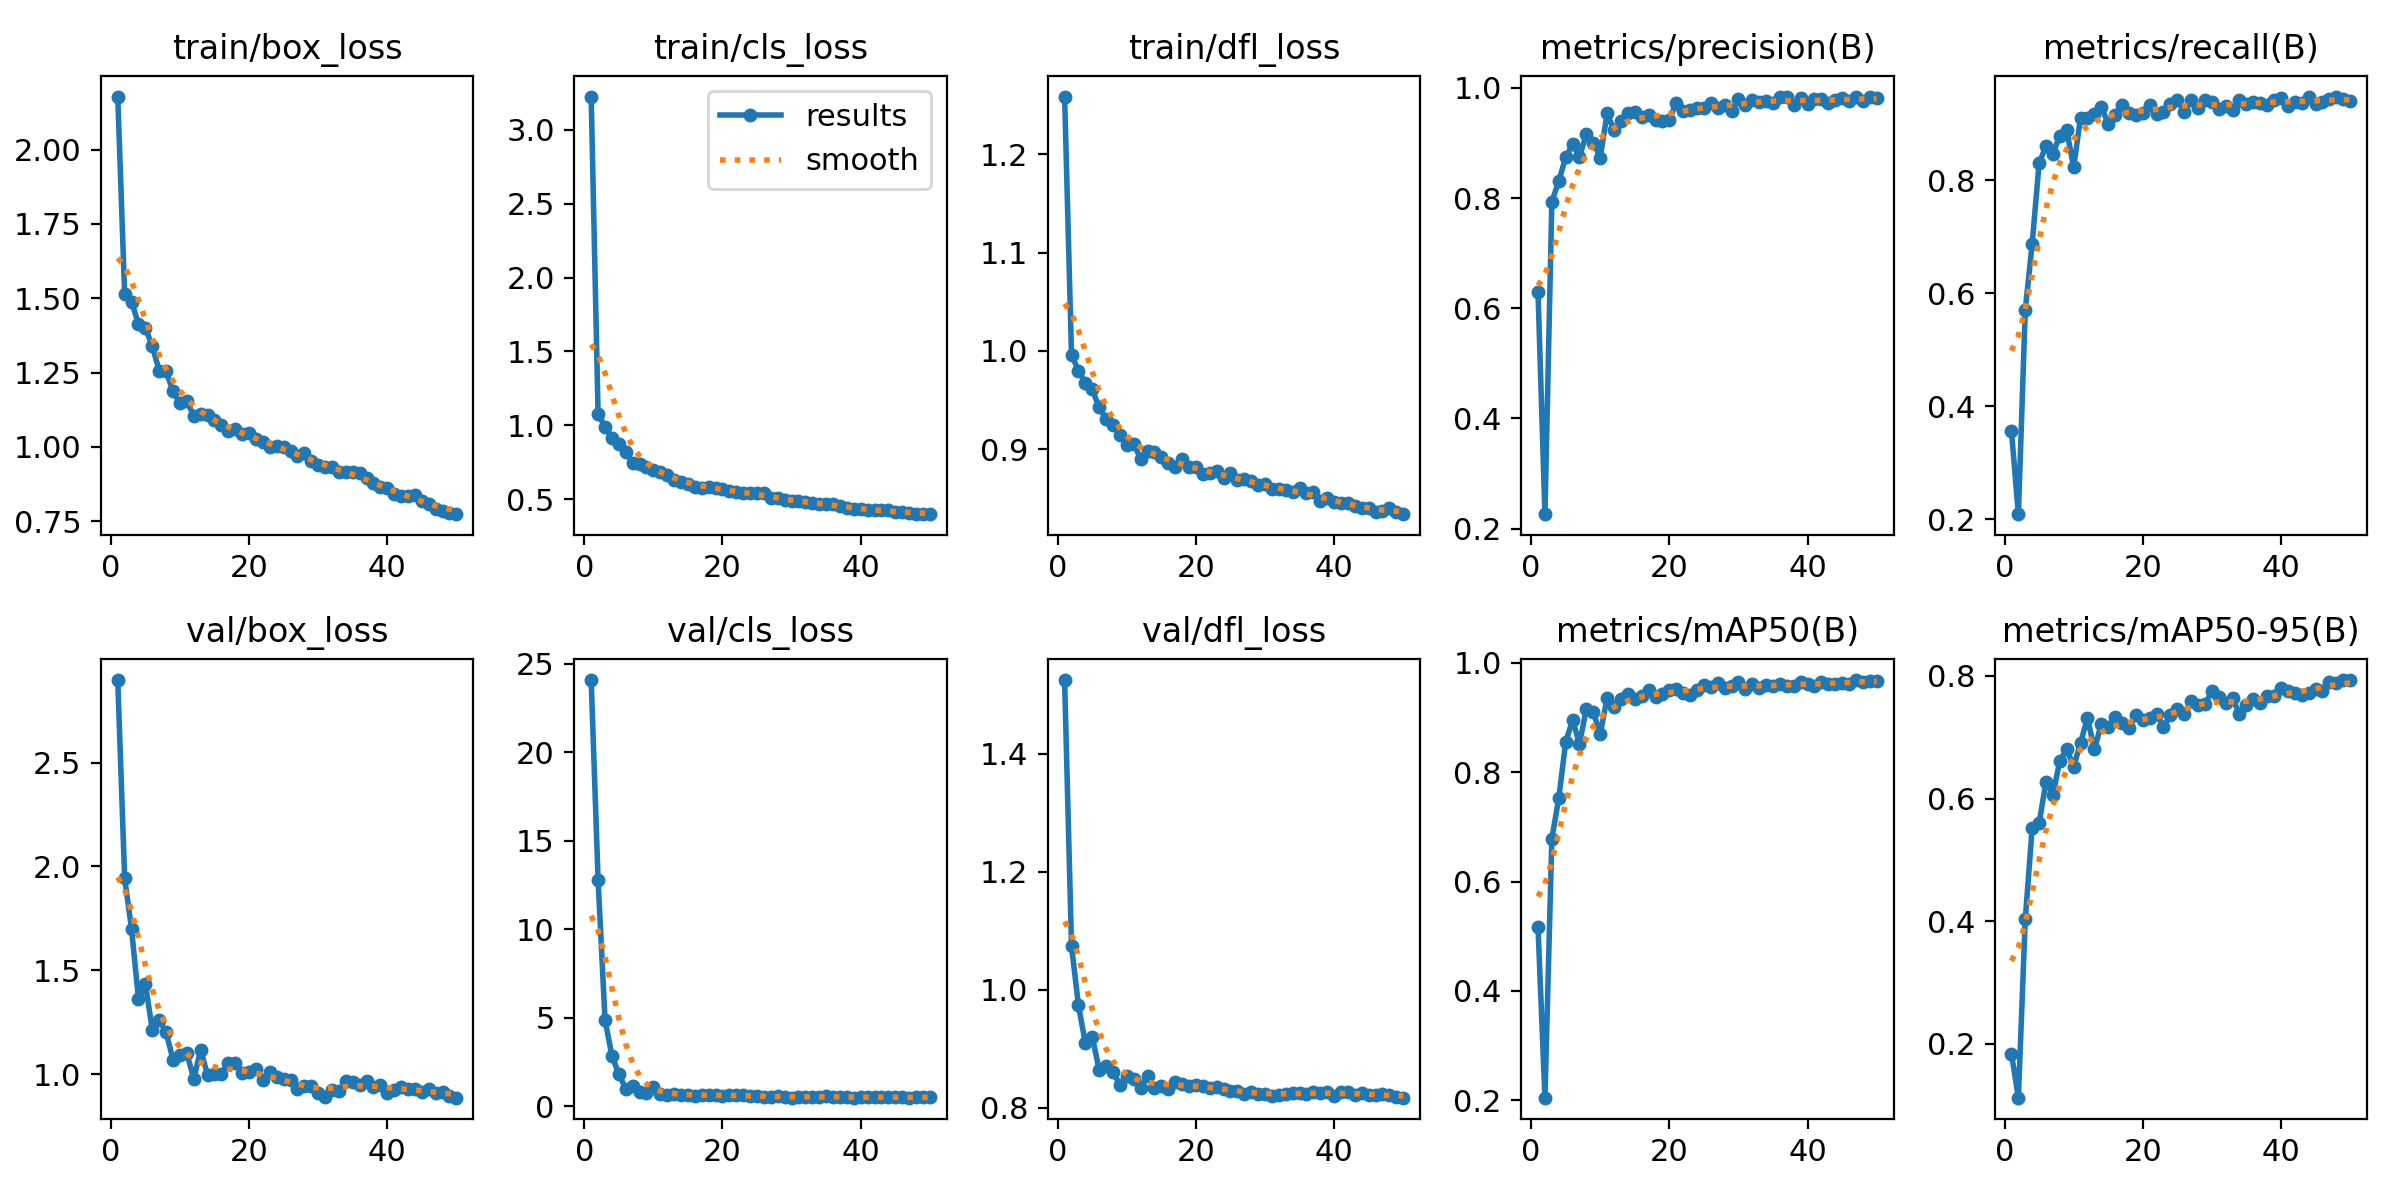 train/box_loss
2.00
1.75
1.50
1.25
1.00
0.75
0 20 40
train/cls_loss
results
smooth
3.0
2.5
2.0
1.5
1.0
0.5
0 20 40
train/dfl_loss
1.2
1.1
1.0
0.9
0 20 40
metrics/precision(B)
1.0
0.8
0.6
0.4
0.2
0 20 40
metrics/recall(B)
0.8
0.6
0.4
0.2
0 20 40
val/box_loss
2.5
2.0
1.5
1.0
0 20 40
val/cls_loss
25
20
15
10
5
0
0 20 40
val/dfl_loss
1.4
1.2
1.0
0.8
0 20 40
metrics/mAP50(B)
1.0
0.8
0.6
0.4
0.2
0 20 40
metrics/mAP50-95(B)
0.8
0.6
0.4
0.2
0 20 40